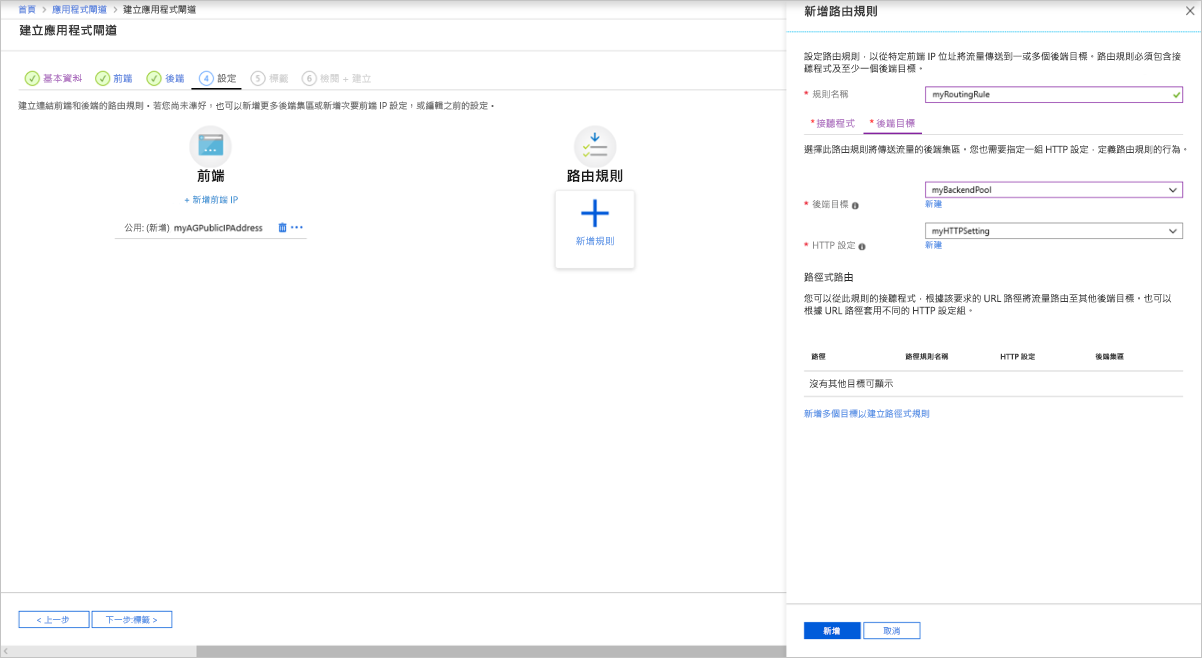 首頁 > 應用程式閘道 > 建立應用程式閘道
建立應用程式閘道
基本資料 前端 後端 4 設定 5 標籤 6 檢閱 + 建立
建立連結前端和後端的路由規則。若您尚未準好，也可以新增更多後端集區或新增次要前端 IP 設定，或編輯之前的設定。
前端
+ 新增前端 IP
公用: (新增) myAGPublicIPAddress
路由規則
新增規則
< 上一步
下一步:標籤 >
新增路由規則
設定路由規則，以從特定前端 IP 位址將流量傳送到一或多個後端目標。路由規則必須包含接
聽程式及至少一個後端目標。
* 規則名稱
myRoutingRule
*接聽程式 *後端目標
選擇此路由規則將傳送流量的後端集區。您也需要指定一組 HTTP 設定，定義路由規則的行為。
* 後端目標
myBackendPool
新建
* HTTP 設定
myHTTPSetting
新建
路徑式路由
您可以從此規則的接聽程式，根據該要求的 URL 路徑將流量路由至其他後端目標。也可以
根據 URL 路徑套用不同的 HTTP 設定組。
路徑 路徑規則名稱 HTTP 設定 後端集區
沒有其他目標可顯示
新增多個目標以建立路徑式規則
新增
取消